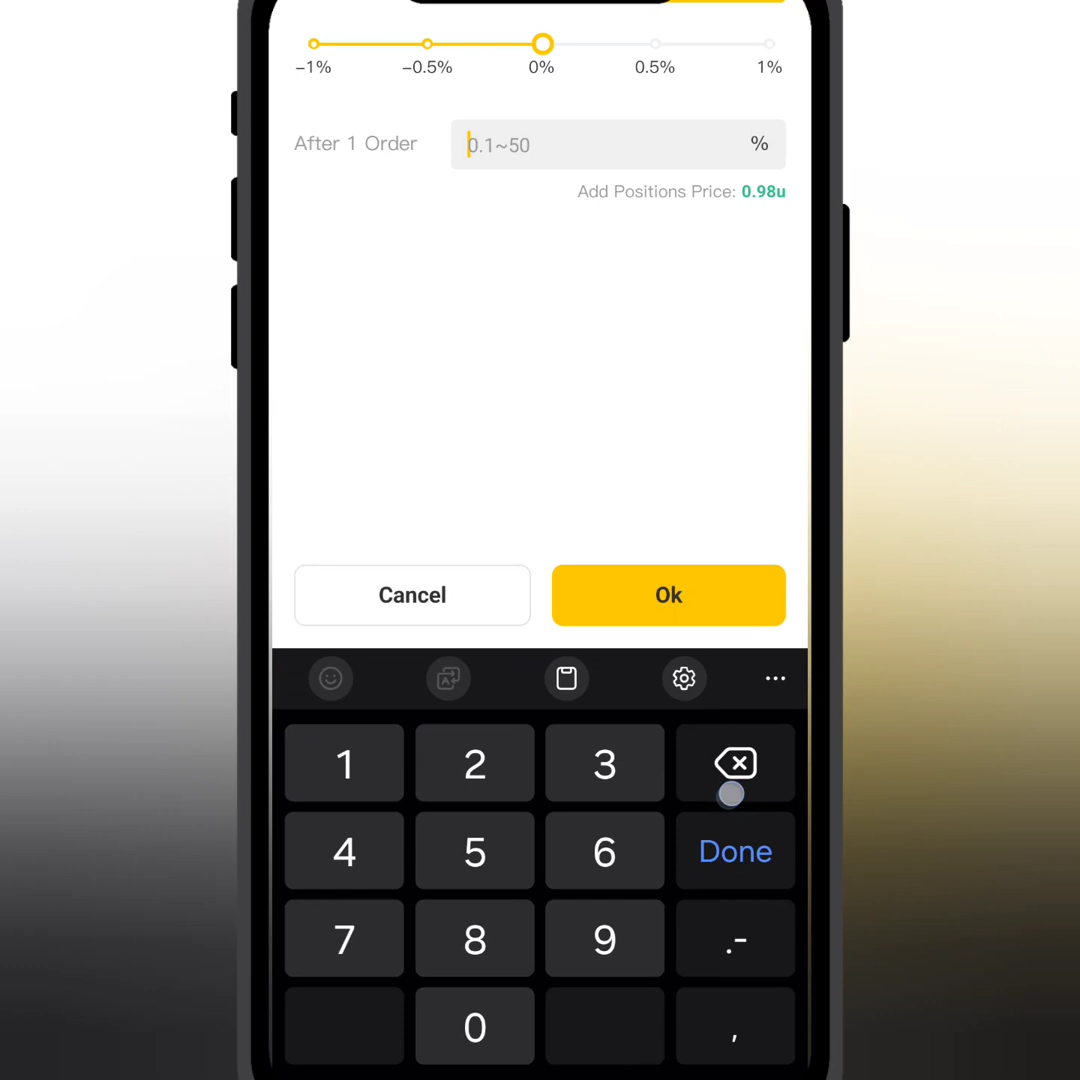 −1% −0.5% 0% 0.5% 1%
After 1 Order 0.1~50 %
Add Positions Price: 0.98u
Cancel Ok
1 2 3
4 5 6 Done
7 8 9 .-
0 ,